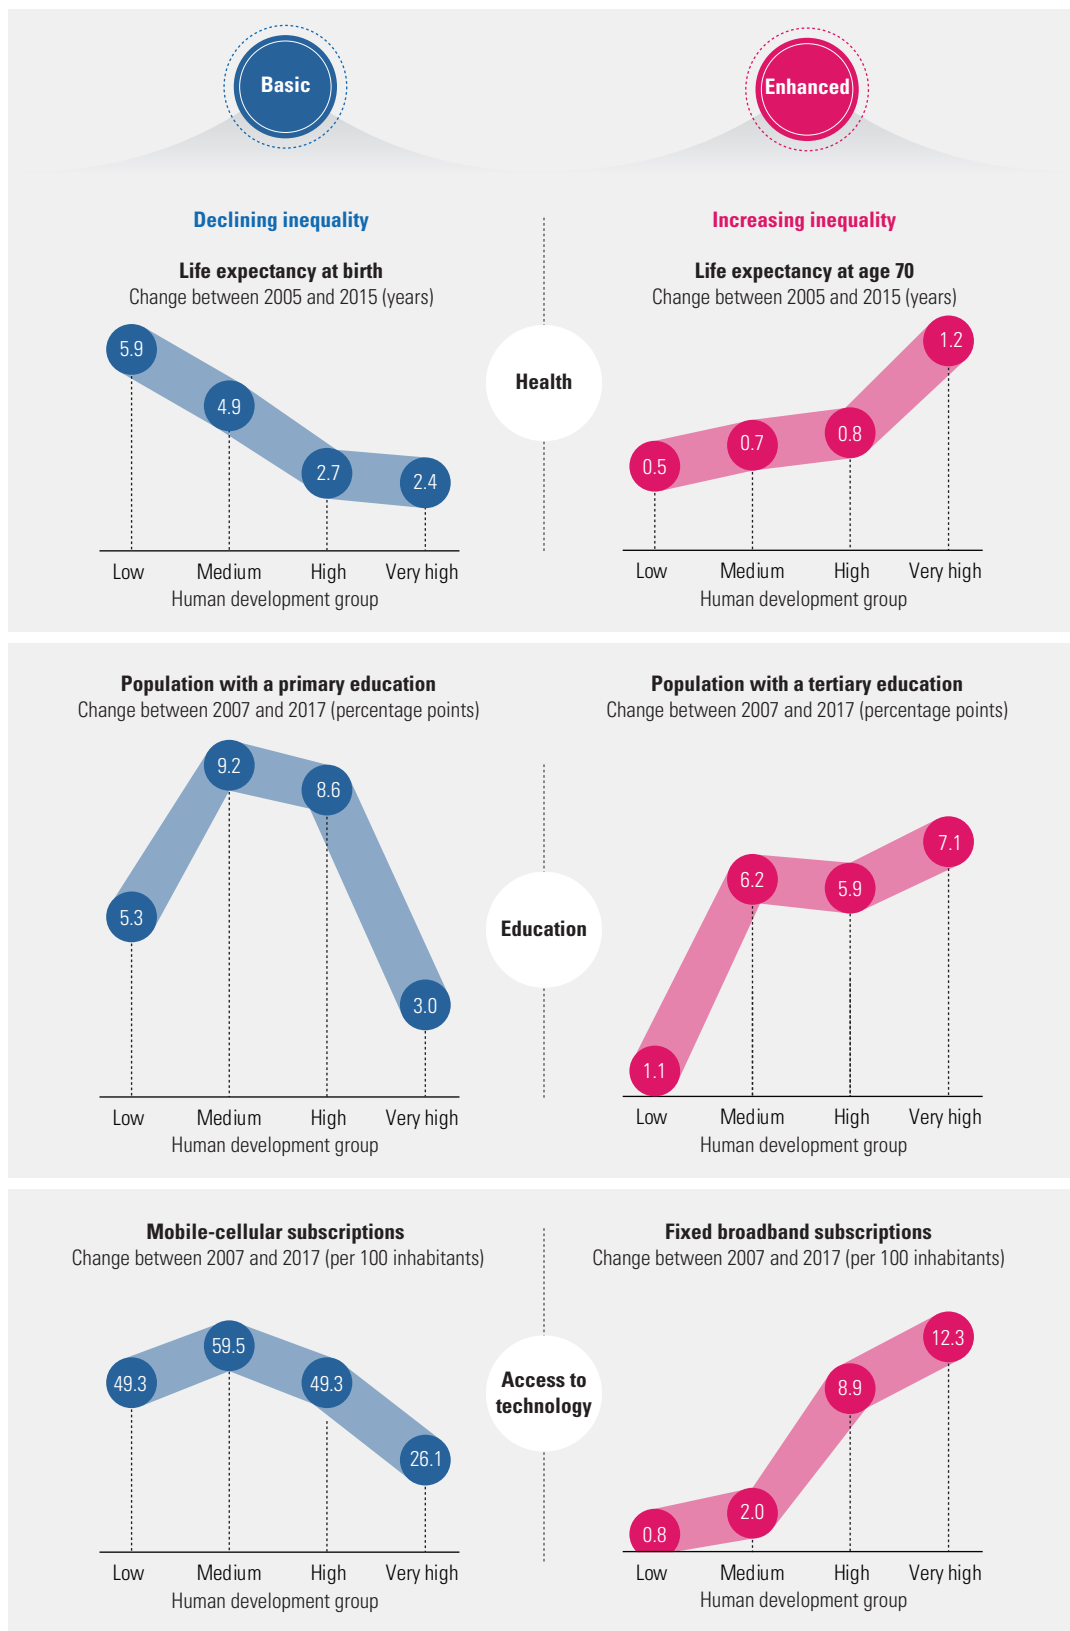 Basic
Enhanced
Declining inequality
Increasing inequality
Life expectancy at birth
Change between 2005 and 2015 (years)
Life expectancy at age 70
Change between 2005 and 2015 (years)
5.9
4.9
2.7
2.4
Health
0.5
0.7
0.8
1.2
Low Medium High Very high
Human development group
Low Medium High Very high
Human development group
Population with a primary education
Change between 2007 and 2017 (percentage points)
Population with a tertiary education
Change between 2007 and 2017 (percentage points)
5.3
9.2
8.6
3.0
Education
1.1
6.2
5.9
7.1
Low Medium High Very high
Human development group
Low Medium High Very high
Human development group
Mobile-cellular subscriptions
Change between 2007 and 2017 (per 100 inhabitants)
Fixed broadband subscriptions
Change between 2007 and 2017 (per 100 inhabitants)
49.3
59.5
49.3
26.1
Access to
technology
0.8
2.0
8.9
12.3
Low Medium High Very high
Human development group
Low Medium High Very high
Human development group